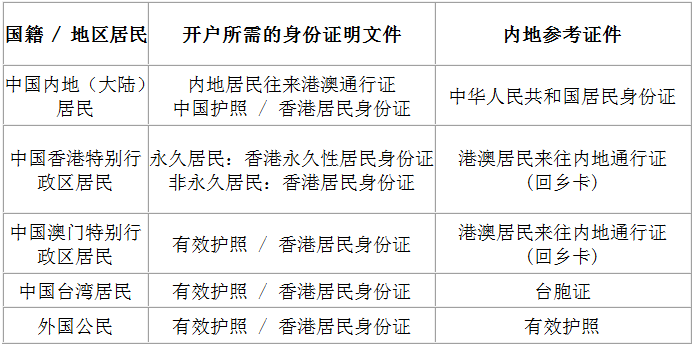 国籍 / 地区居民
开户所需的身份证明文件
内地参考证件
中国内地（大陆）
居民
内地居民往来港澳通行证
中国护照 / 香港居民身份证
中华人民共和国居民身份证
中国香港特别行
政区居民
永久居民：香港永久性居民身份证
非永久居民：香港居民身份证
港澳居民来往内地通行证
(回乡卡)
中国澳门特别行
政区居民
有效护照 / 香港居民身份证
港澳居民来往内地通行证
(回乡卡)
中国台湾居民
有效护照 / 香港居民身份证
台胞证
外国公民
有效护照 / 香港居民身份证
有效护照